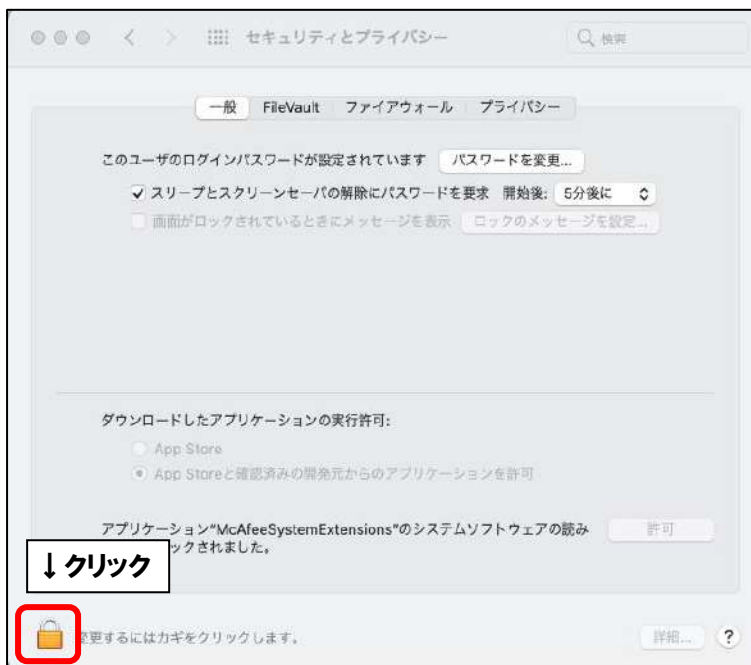 セキュリティとプライバシー
検索
一般 FileVault ファイアウォール プライバシー
このユーザのログインパスワードが設定されています パスワードを変更...
スリープとスクリーンセーバの解除にパスワードを要求 開始後: 5分後に
画面がロックされているときにメッセージを表示 ロックのメッセージを設定...
ダウンロードしたアプリケーションの実行許可:
App Store
App Storeと確認済みの開発元からのアプリケーションを許可
アプリケーション“McAfeeSystemExtensions”のシステムソフトウェアの読み 許可
ックされました。
↓クリック
変更するにはカギをクリックします。
詳細... ?